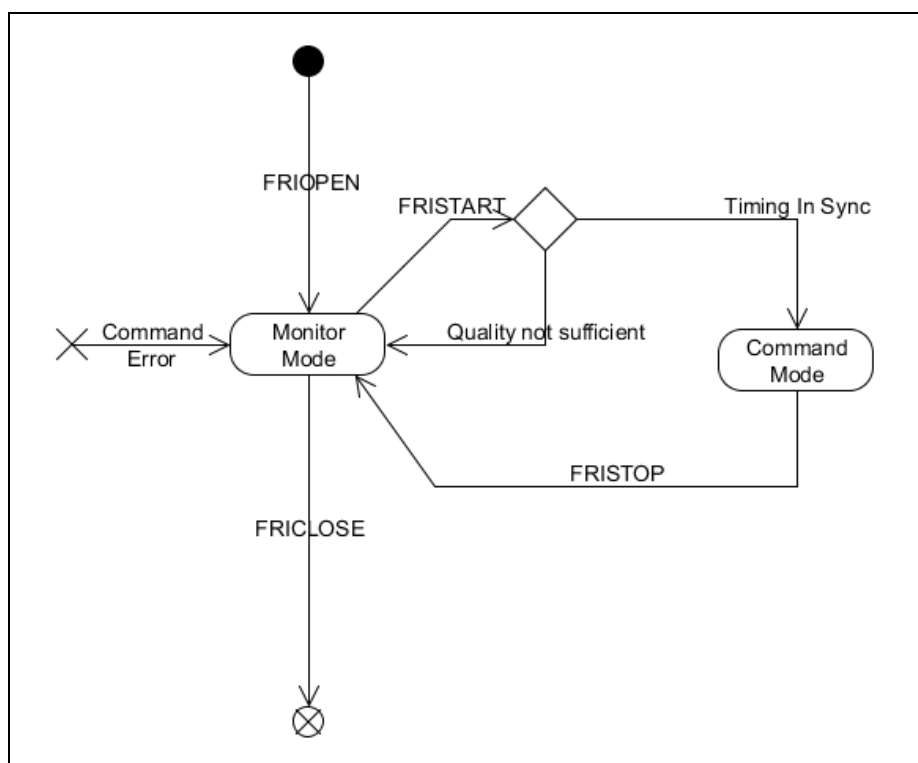 FRIOPEN
FRISTART
Timing In Sync
Command
Error
Monitor
Mode
Quality not sufficient
Command
Mode
FRISTOP
FRICLOSE